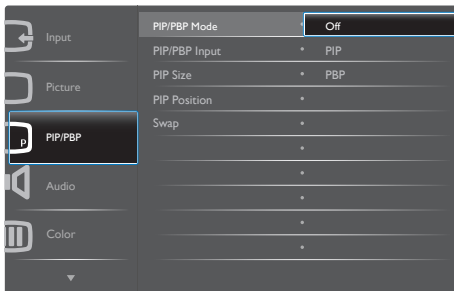 Input
Picture
P
PIP/PBP
Audio
Color
PIP/PBP Mode
PIP/PBP Input
PIP Size
PIP Position
Swap
Off
PIP
PBP